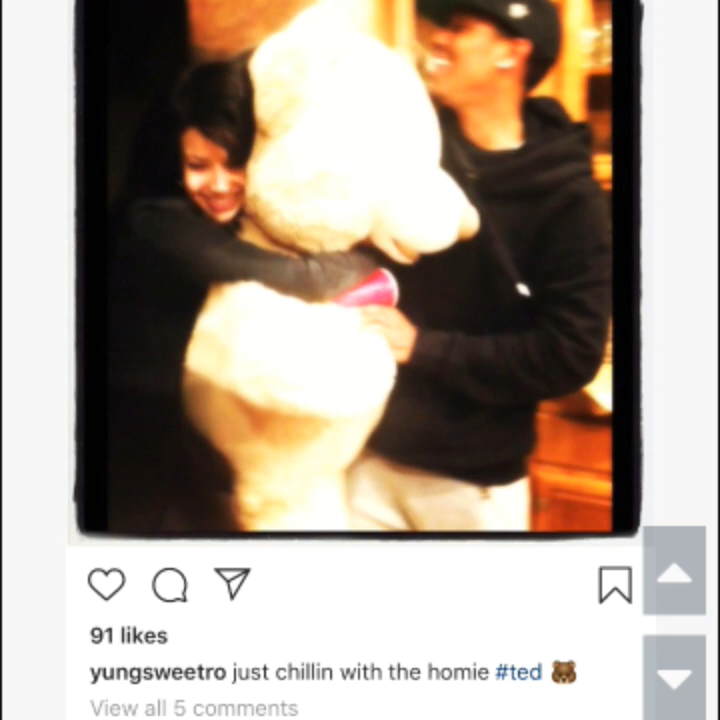 91 likes
yungsweetro just chillin with the homie #ted 🐻
View all 5 comments